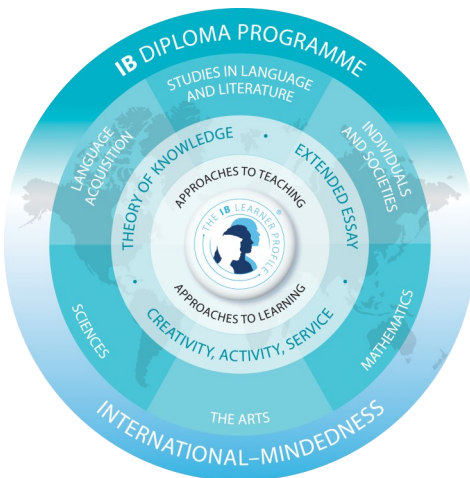 IB DIPLOMA PROGRAMME
STUDIES IN LANGUAGE
AND LITERATURE
LANGUAGE
ACQUISITION
INDIVIDUALS
AND SOCIETIES
THEORY OF KNOWLEDGE
EXTENDED ESSAY
APPROACHES TO TEACHING
THE IB LEARNER PROFILE
®
APPROACHES TO LEARNING
CREATIVITY, ACTIVITY, SERVICE
SCIENCES
MATHEMATICS
THE ARTS
INTERNATIONAL–MINDEDNESS